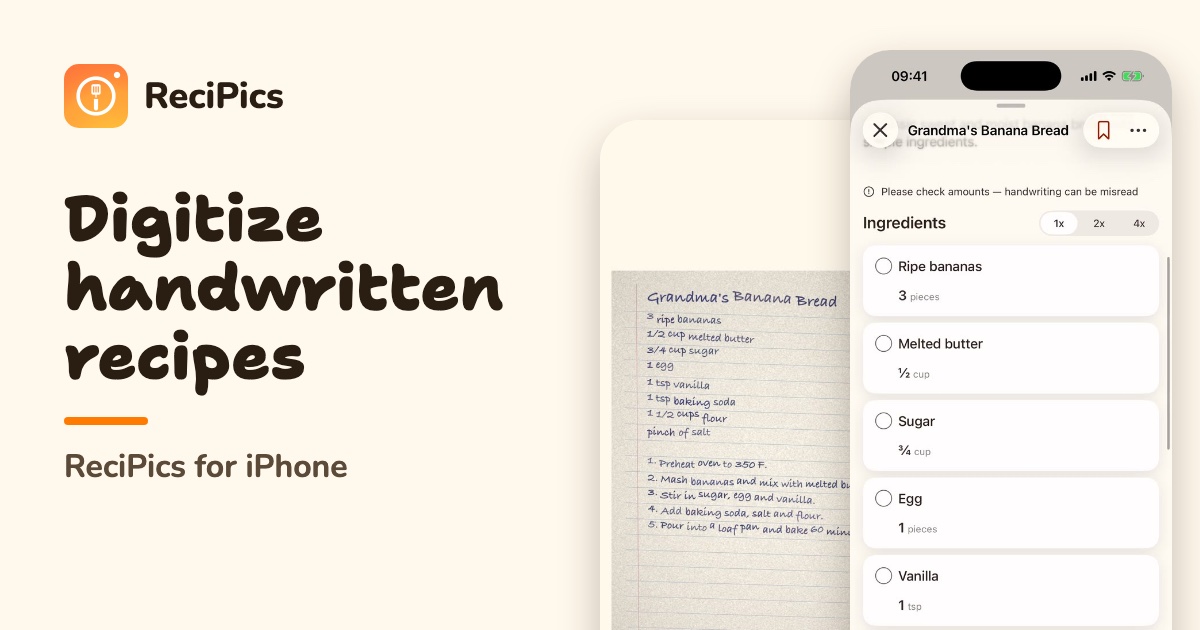 ReciPics
Digitize
handwritten
recipes
ReciPics for iPhone
Grandma's Banana Bread
3 ripe bananas
1/2 cup melted butter
3/4 cup sugar
1 egg
1 tsp vanilla
1 tsp baking soda
1 1/2 cups flour
pinch of salt
1. Preheat oven to 350 F.
2. Mash bananas and mix with melted
3. Stir in sugar, egg and vanilla.
4. Add baking soda, salt and flour.
5. Pour into a loaf pan and bake 60
09:41
Grandma's Banana Bread
ingredients.
Please check amounts — handwriting can be misread
Ingredients
1x 2x 4x
Ripe bananas
3 pieces
Melted butter
½ cup
Sugar
¾ cup
Egg
1 pieces
Vanilla
1 tsp